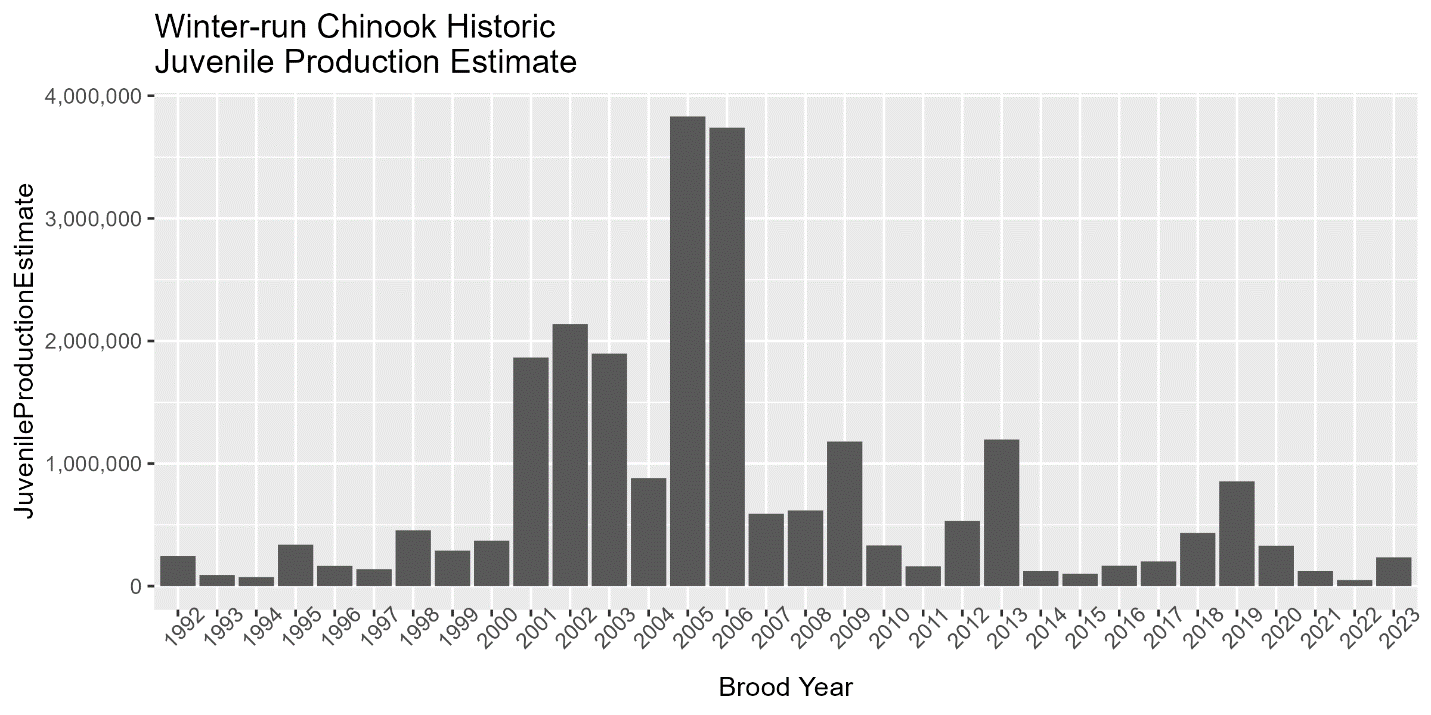 Winter-run Chinook Historic
Juvenile Production Estimate
4,000,000
3,000,000
2,000,000
1,000,000
0
JuvenileProductionEstimate
1992 1993 1994 1995 1996 1997 1998 1999 2000 2001 2002 2003 2004 2005 2006 2007 2008 2009 2010 2011 2012 2013 2014 2015 2016 2017 2018 2019 2020 2021 2022 2023
Brood Year